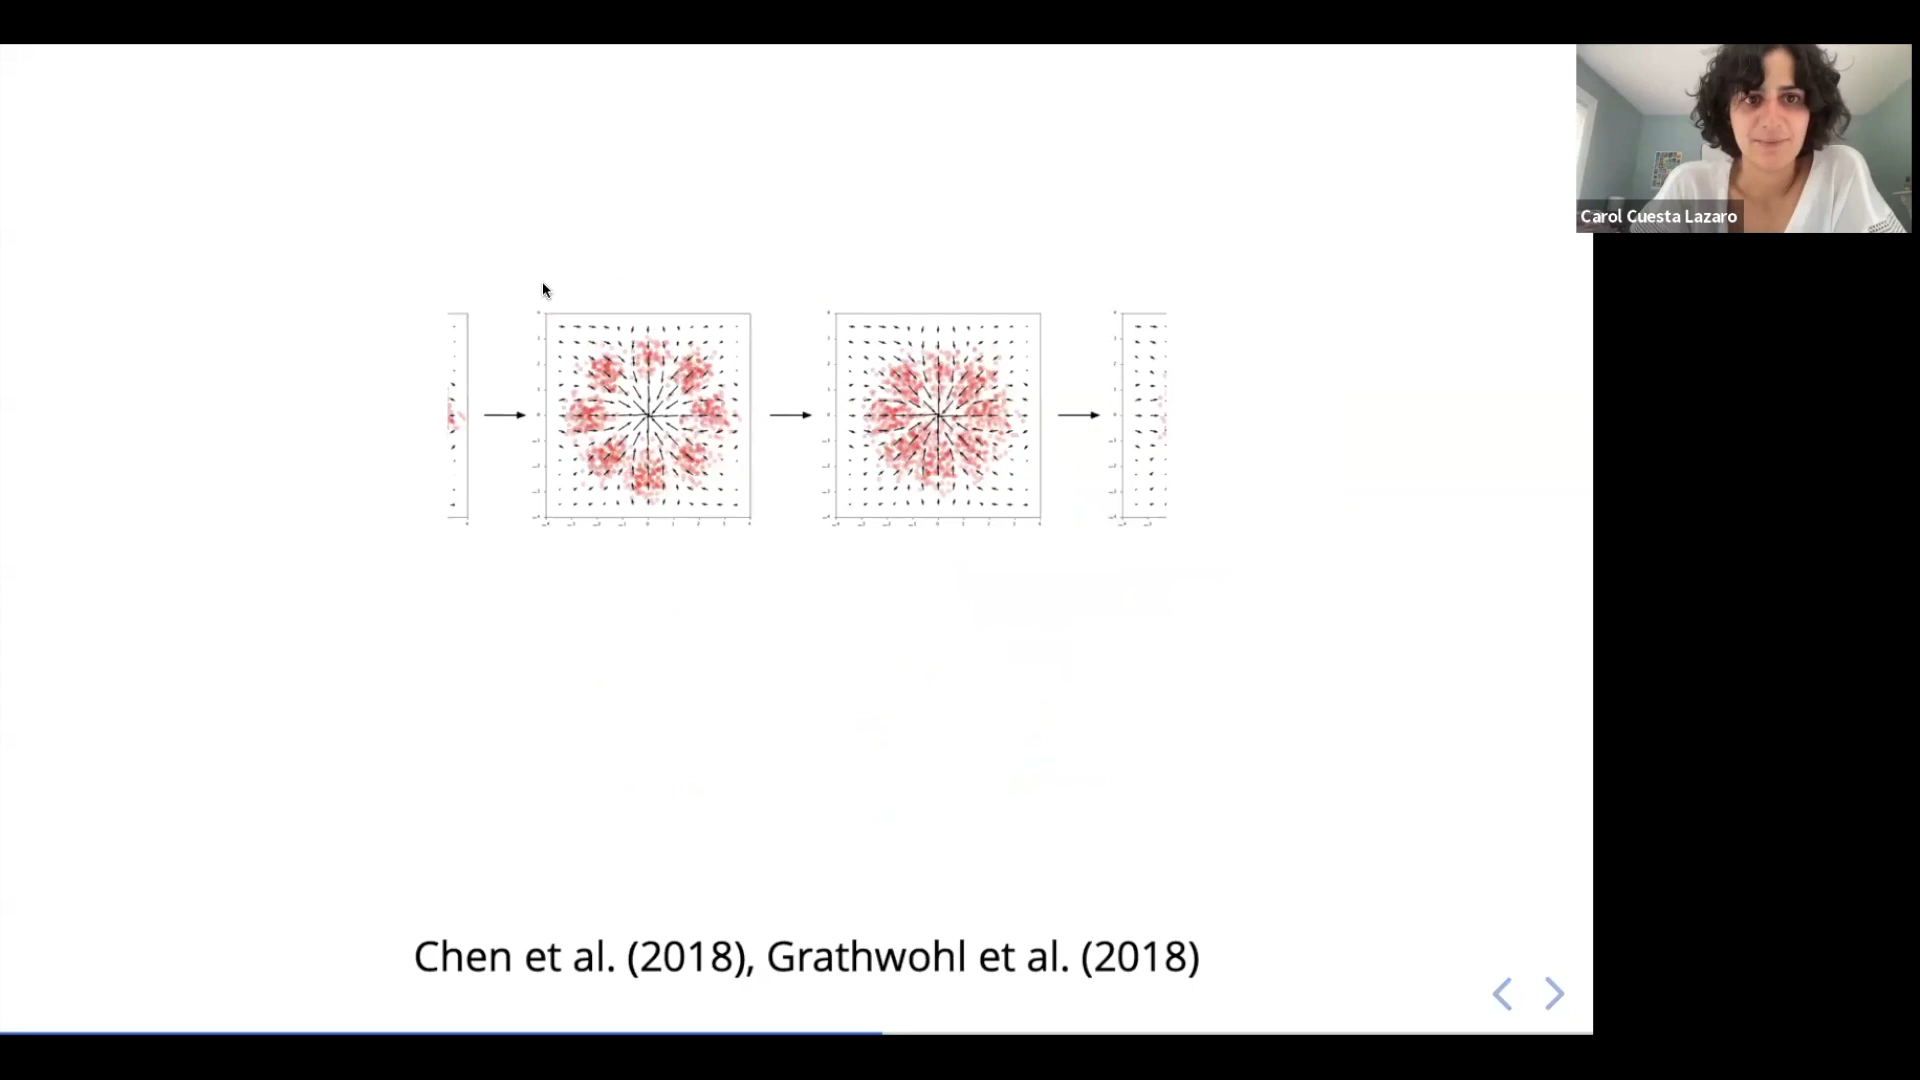 Carol Cuesta Lazaro
Chen et al. (2018), Grathwohl et al. (2018)